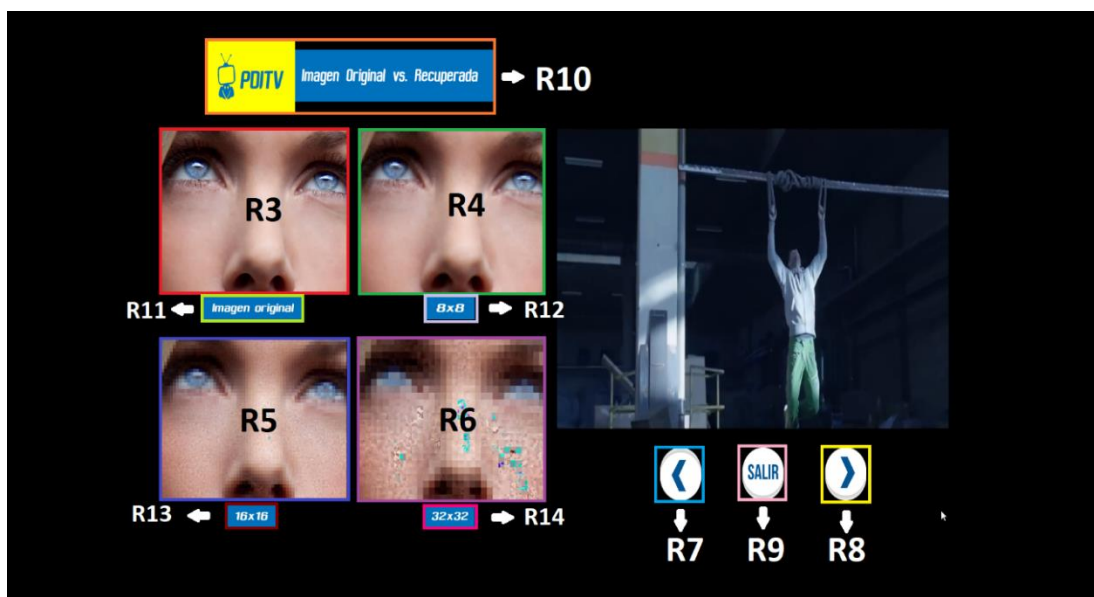 PDITV Imagen Original vs. Recuperada R10
R3 R4
R11 Imagen original 8x8 R12
R5 R6
SALIR
R13 16x16 32x32 R14
R7 R9 R8